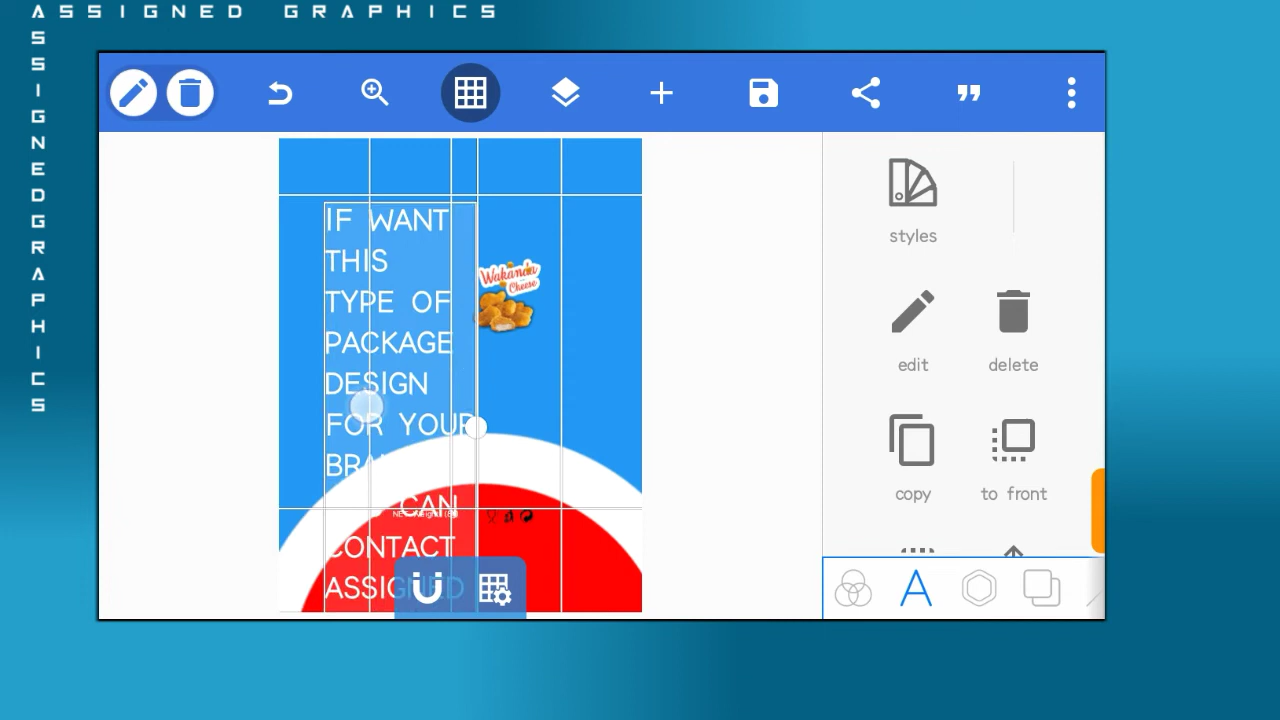 ASSIGNED GRAPHICS
ASSIGNEDGRAPHICS
IF WANT
THIS
TYPE OF
PACKAGE
DESIGN
FOR YOUR
CAN
CONTACT
ASSIGNED
Wakanda
Cheese
styles
edit
delete
copy
to front